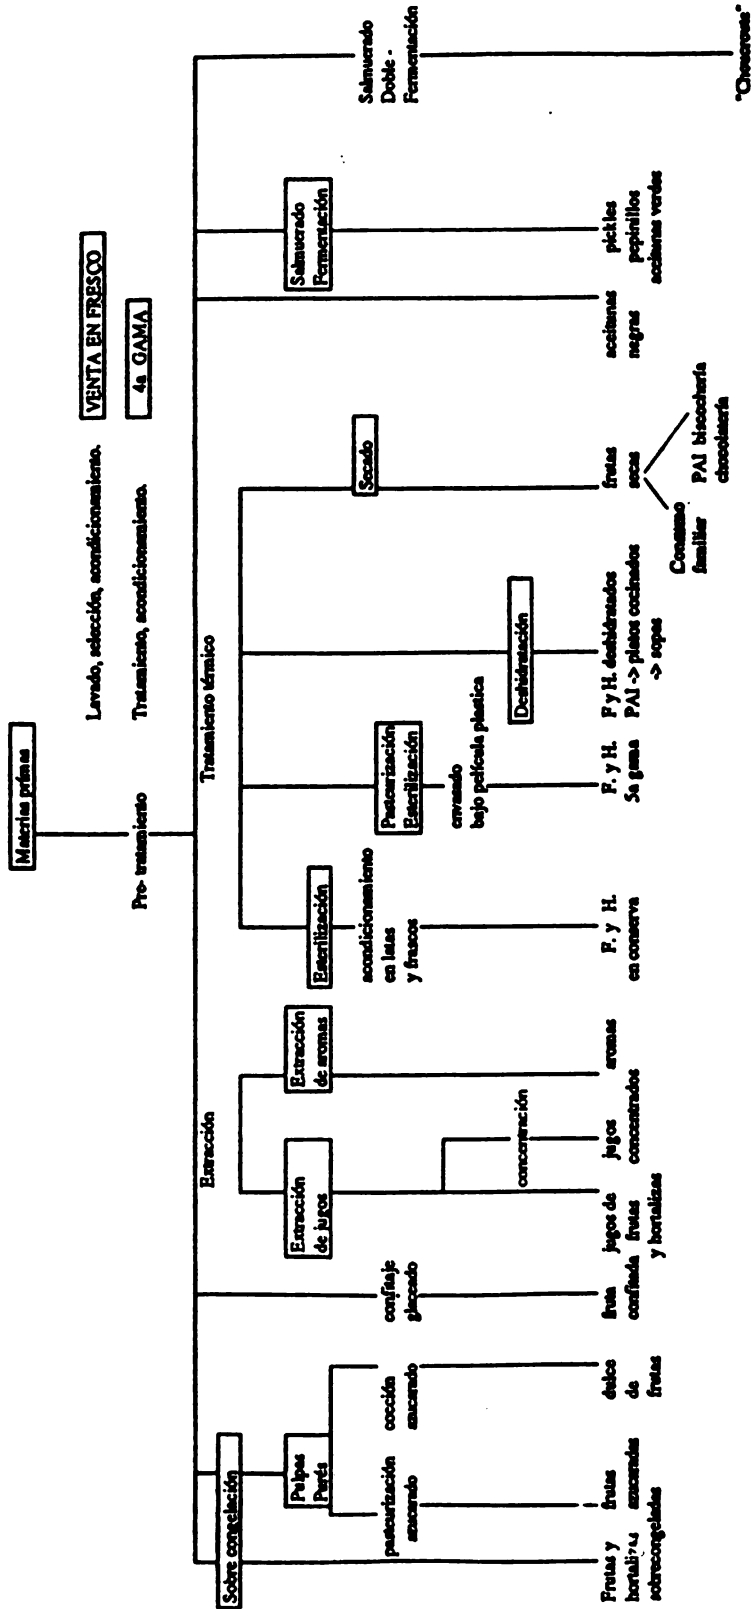 Materias prímas
Pre- tratamiento
Lavado, selección, acondicionamiento.
VENTA EN FRESCO
Tratamiento, acondicionamiento.
4a GAMA
Sobre congelación
Extracción
Tratamiento térmico
Pulpas
Purés
Extracción
de jugos
Extracción
de aromas
Esterilización
Pasteurización
Esterilización
Deshidratación
Secado
Salmuerado
Fermentación
Salmuerado
Doble -
Fermentación
pasteurización
azucarado
cocción
azucarado
confitaje
glaceado
concentración
acondicionamiento
en latas
y frascos
envasado
bajo película plastica
Frutas y
hortalizas
sobrecongeladas
frutas
azucaradas
dulce
de
frutas
fruta
confitada
jugos de
frutas
y hortalizas
jugos
concentrados
aromas
F. y H.
en conserva
F. y H.
5a gama
F y H. deshidratados
PAI -> platos cocinados
-> sopas
frutas
secas
Consumo
familier
PAI biscochería
chocolatería
aceitunas
negras
pickles
pepinillos
aceitunas verdes
"Choucroute"